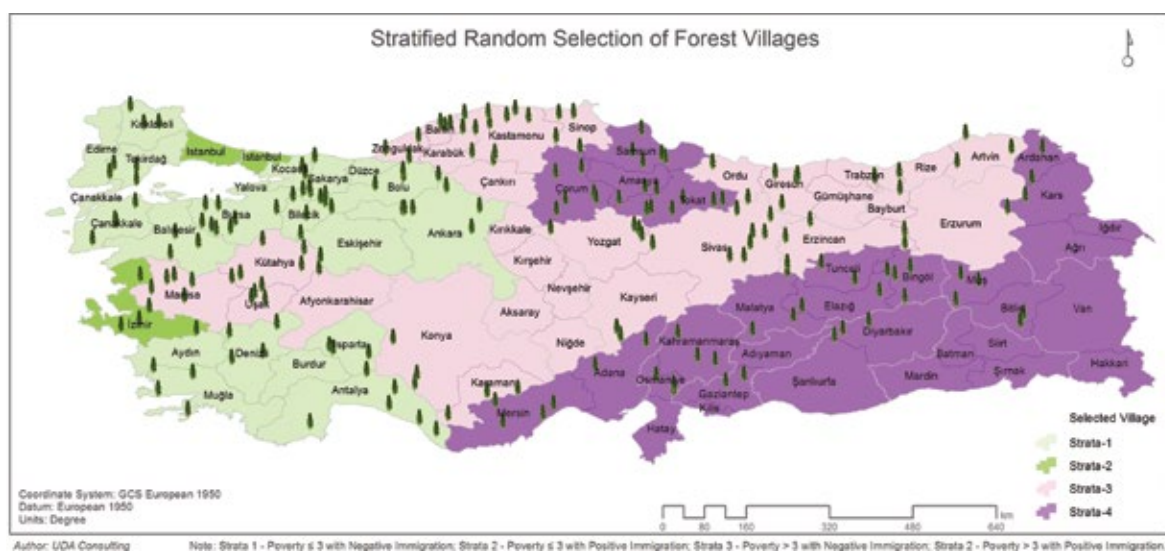 Stratified Random Selection of Forest Villages
Kırklareli
Edirne
Tekirdağ
İstanbul
İstanbul
Kocaeli
Yalova
Sakarya
Düzce
Bolu
Zonguldak
Bartın
Karabük
Kastamonu
Sinop
Çankırı
Samsun
Amasya
Çorum
Tokat
Ordu
Giresun
Trabzon
Rize
Artvin
Ardahan
Kars
Gümüşhane
Bayburt
Erzurum
Iğdır
Ağrı
Çanakkale
Çanakkale
Balıkesir
Bursa
Bilecik
Eskişehir
Ankara
Kırıkkale
Yozgat
Sivas
Erzincan
Tunceli
Bingöl
Muş
Kütahya
Manisa
Uşak
Afyonkarahisar
Kırşehir
Nevşehir
Kayseri
Aksaray
Malatya
Elazığ
Diyarbakır
Bitlis
Van
İzmir
Konya
Niğde
Kahramanmaraş
Adıyaman
Batman
Siirt
Hakkari
Aydın
Denizli
Isparta
Burdur
Muğla
Antalya
Karaman
Mersin
Adana
Osmaniye
Gaziantep
Kilis
Şanlıurfa
Mardin
Şırnak
Hatay
Selected Village
Strata-1
Strata-2
Strata-3
Strata-4
Coordinate System: GCS European 1950
Datum: European 1950
Units: Degree
km
0 40 80 160 320 480 640
Author: UDA Consulting
Note: Strata 1 - Poverty ≤ 3 with Negative Immigration; Strata 2 - Poverty ≤ 3 with Positive Immigration; Strata 3 - Poverty > 3 with Negative Immigration; Strata 2 - Poverty > 3 with Positive Immigration;